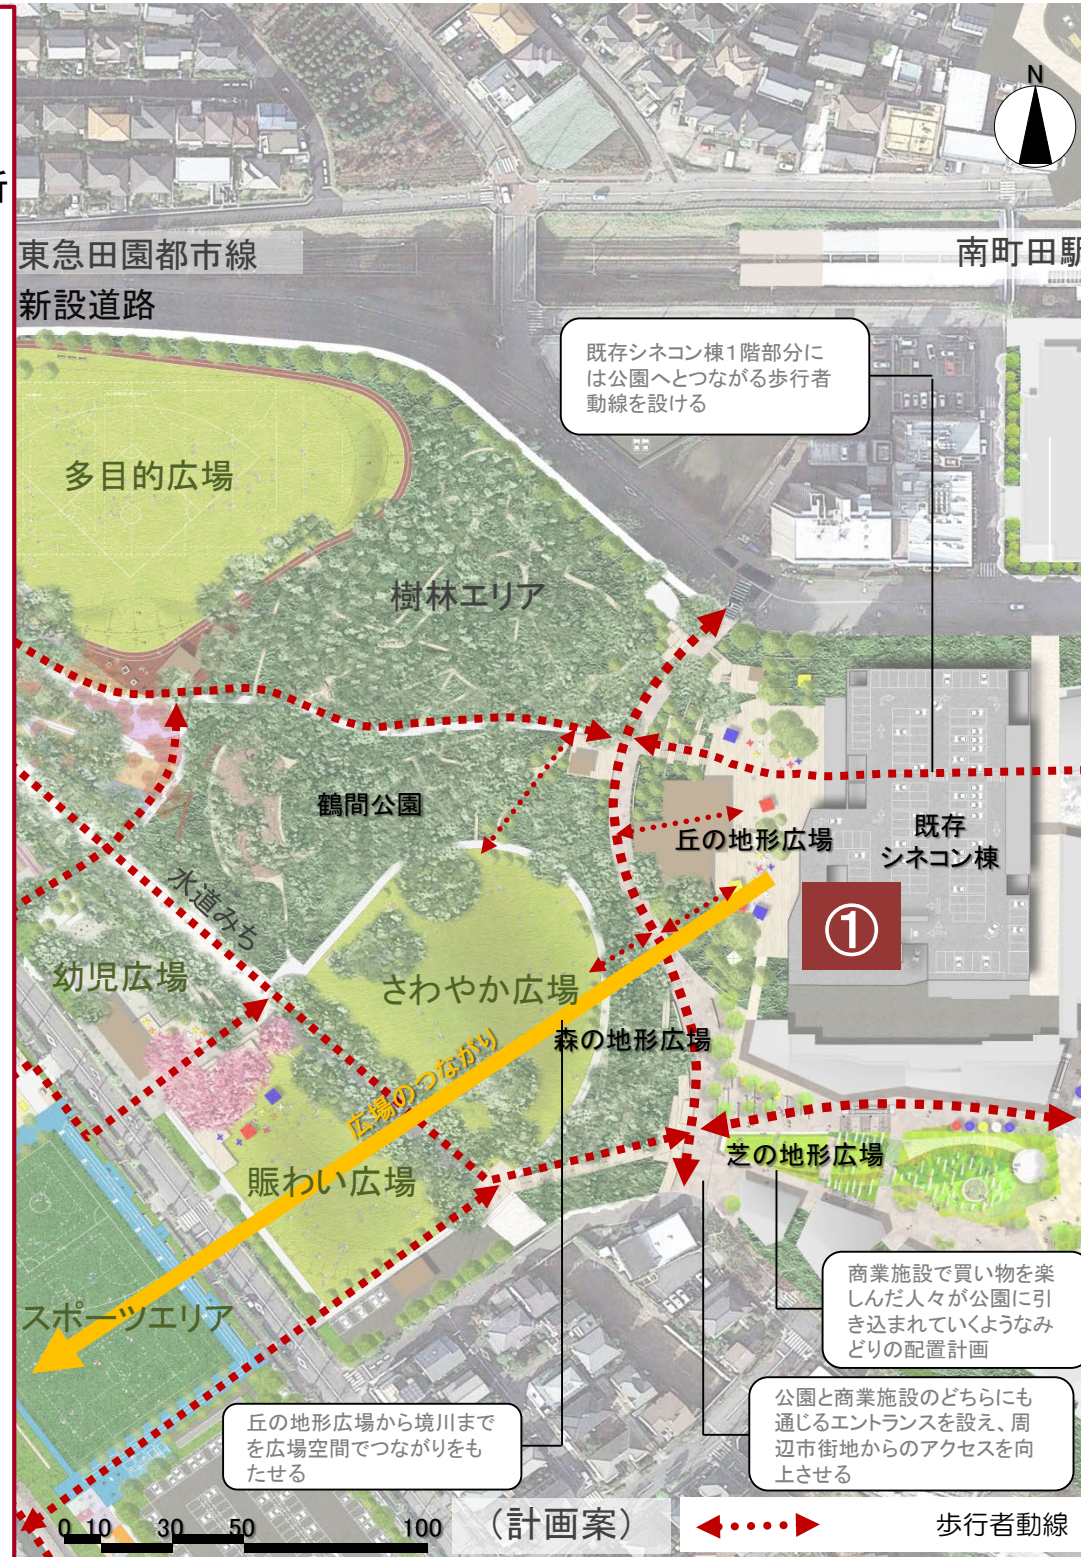 N
所
東急田園都市線
南町田駅
新設道路
既存シネコン棟1階部分に
は公園へとつながる歩行者
動線を設ける
多目的広場
樹林エリア
鶴間公園
丘の地形広場
既存
シネコン棟
①
水道みち
幼児広場
さわやか広場
森の地形広場
広場のつながり
芝の地形広場
賑わい広場
商業施設で買い物を楽
しんだ人々が公園に引
き込まれていくようなみ
どりの配置計画
スポーツエリア
公園と商業施設のどちらにも
通じるエントランスを設え、周
辺市街地からのアクセスを向
上させる
丘の地形広場から境川まで
を広場空間でつながりをも
たせる
0 10 30 50 100
（計画案）
歩行者動線